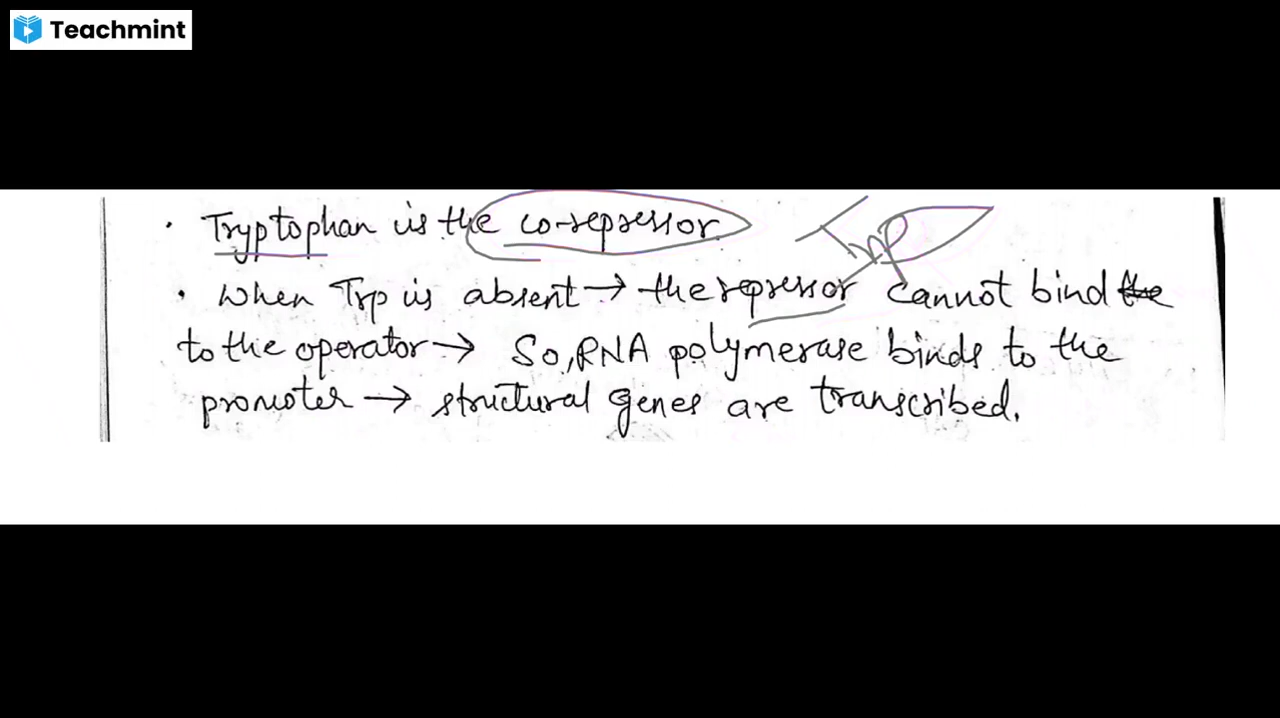 Teachmint
• Tryptophan is the co-repressor.
Trp
• When Trp is absent → the repressor cannot bind the
to the operator → So, RNA polymerase binds to the
promoter → structural genes are transcribed.